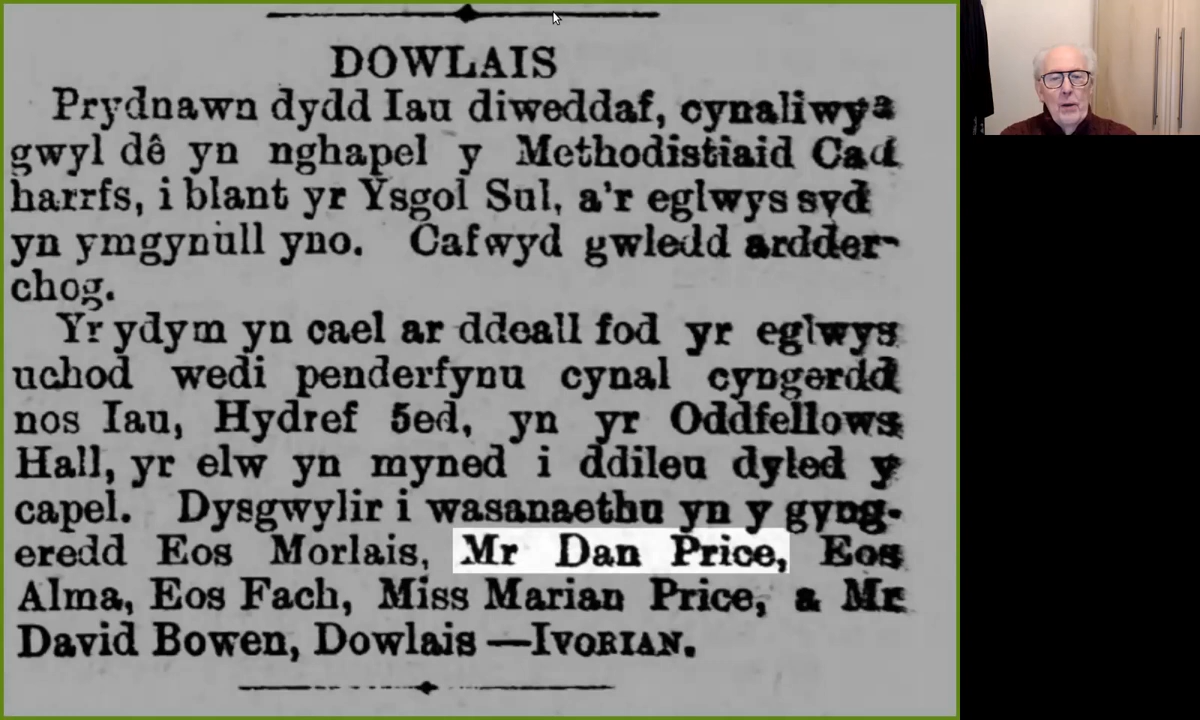 DOWLAIS
Prydnawn dydd Iau diweddaf, cynaliwy a
gwyl dê yn nghapel y Methodistiaid Cad
harrfs, i blant yr Ysgol Sul, a'r eglwys syd
yn ymgynull yno. Cafwyd gwledd ardder-
chog.
Yr ydym yn cael ar ddeall fod yr eglwys
uchod wedi penderfynu cynal cyngerdd
nos Iau, Hydref 5ed, yn yr Oddfellows
Hall, yr elw yn myned i ddileu dyled y
capel. Dysgwylir i wasanaethu yn y gyng-
eredd Eos Morlais, Mr Dan Price, Eos
Alma, Eos Fach, Miss Marian Price, a Mr
David Bowen, Dowlais —IVORIAN.